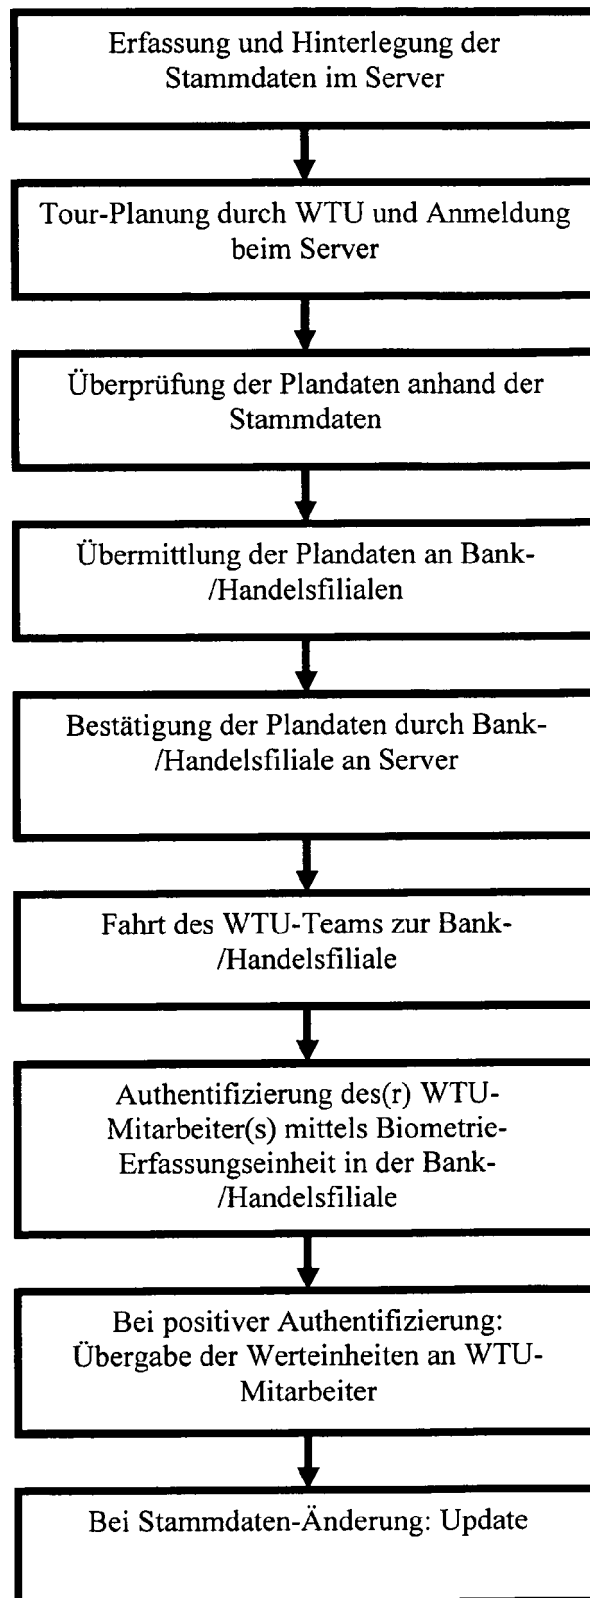 Erfassung und Hinterlegung der
Stammdaten im Server
Tour-Planung durch WTU und Anmeldung
beim Server
Überprüfung der Plandaten anhand der
Stammdaten
Übermittlung der Plandaten an Bank-
/Handelsfilialen
Bestätigung der Plandaten durch Bank-
/Handelsfiliale an Server
Fahrt des WTU-Teams zur Bank-
/Handelsfiliale
Authentifizierung des(r) WTU-
Mitarbeiter(s) mittels Biometrie-
Erfassungseinheit in der Bank-
/Handelsfiliale
Bei positiver Authentifizierung:
Übergabe der Werteinheiten an WTU-
Mitarbeiter
Bei Stammdaten-Änderung: Update